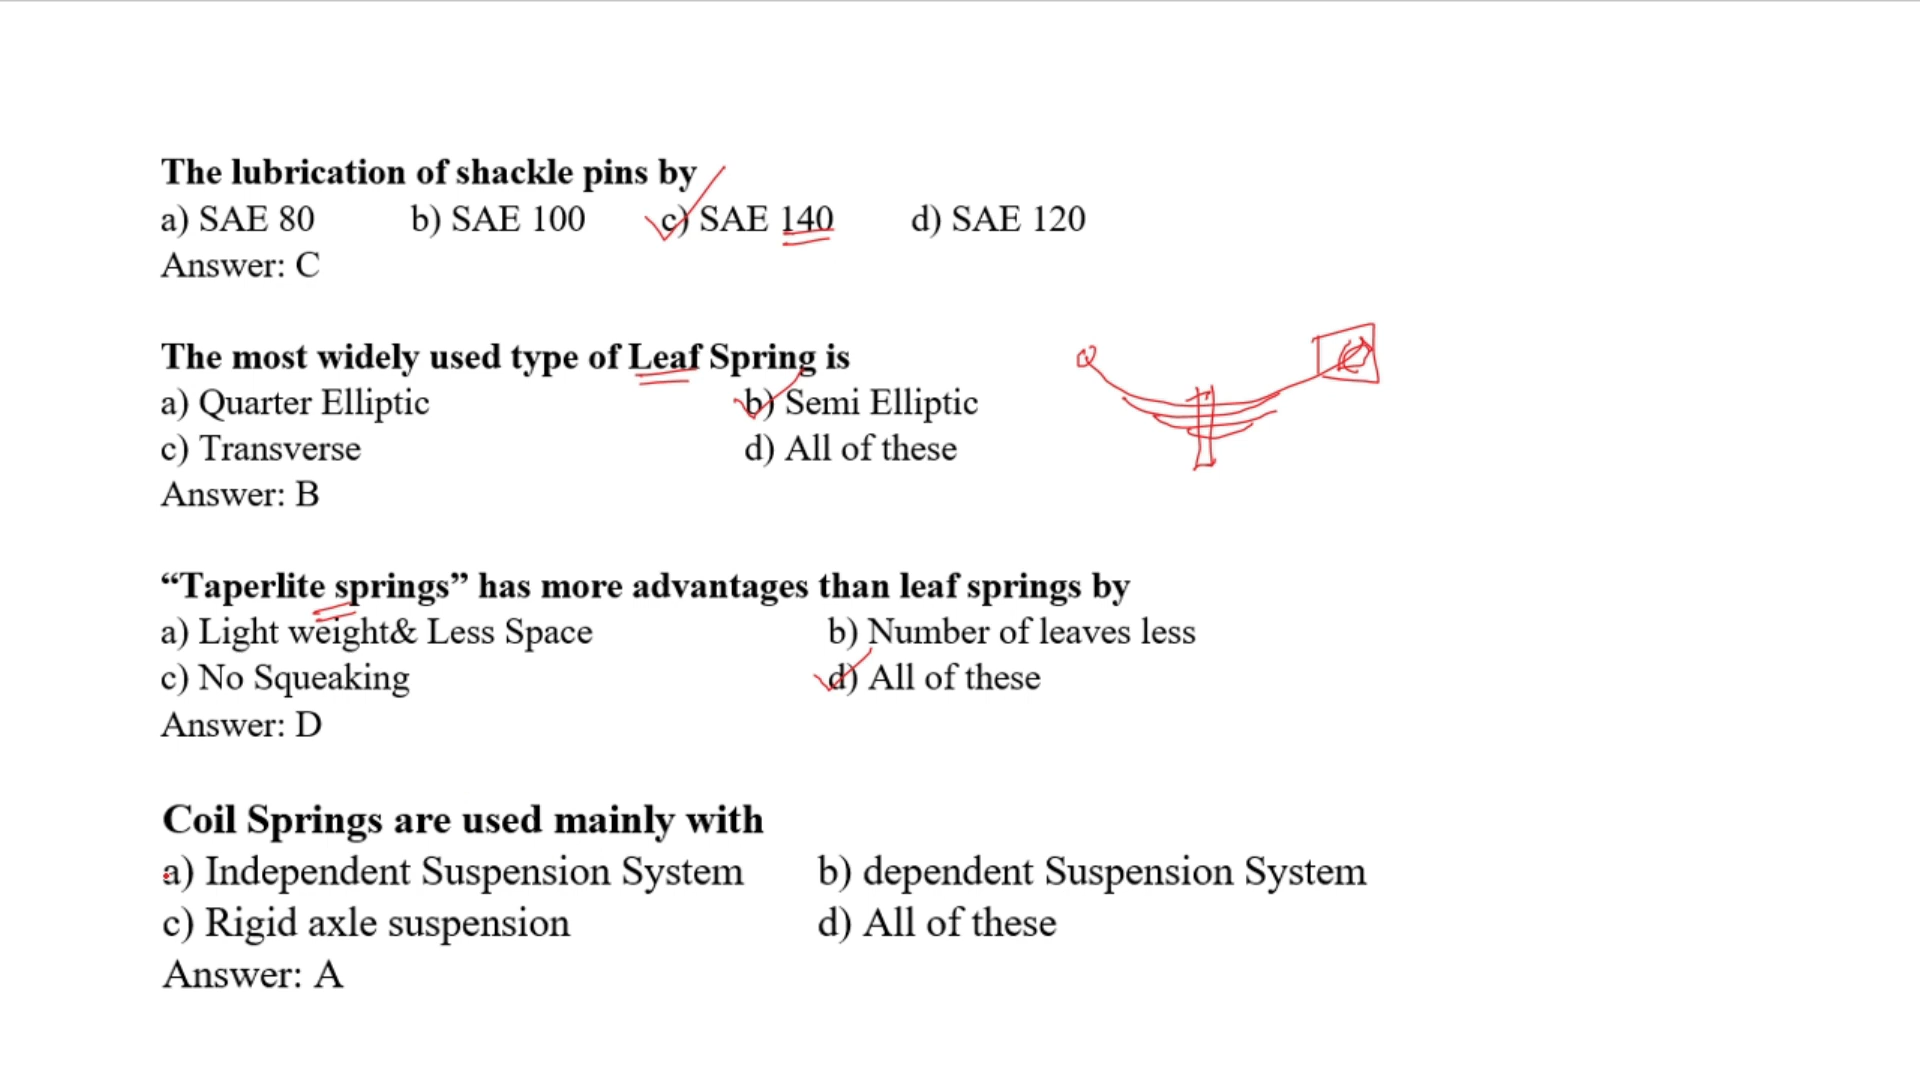 The lubrication of shackle pins by
a) SAE 80 b) SAE 100 c) SAE 140 d) SAE 120
Answer: C
The most widely used type of Leaf Spring is
a) Quarter Elliptic b) Semi Elliptic
c) Transverse d) All of these
Answer: B
“Taperlite springs” has more advantages than leaf springs by
a) Light weight& Less Space b) Number of leaves less
c) No Squeaking d) All of these
Answer: D
Coil Springs are used mainly with
a) Independent Suspension System b) dependent Suspension System
c) Rigid axle suspension d) All of these
Answer: A